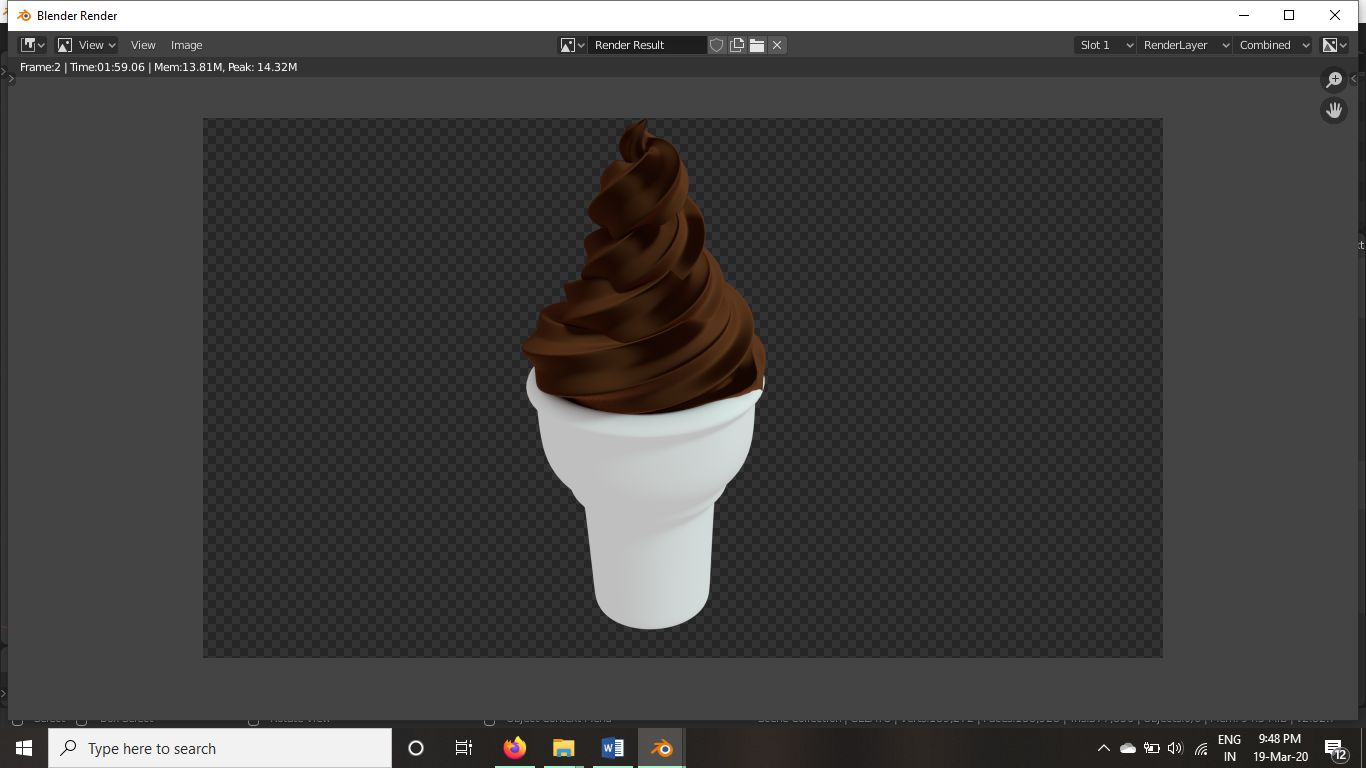 Blender Render
View View Image Render Result Slot 1 RenderLayer Combined
Frame:2 | Time:01:59.06 | Mem:13.81M, Peak: 14.32M
Type here to search
ENG
IN
9:48 PM
19-Mar-20
12